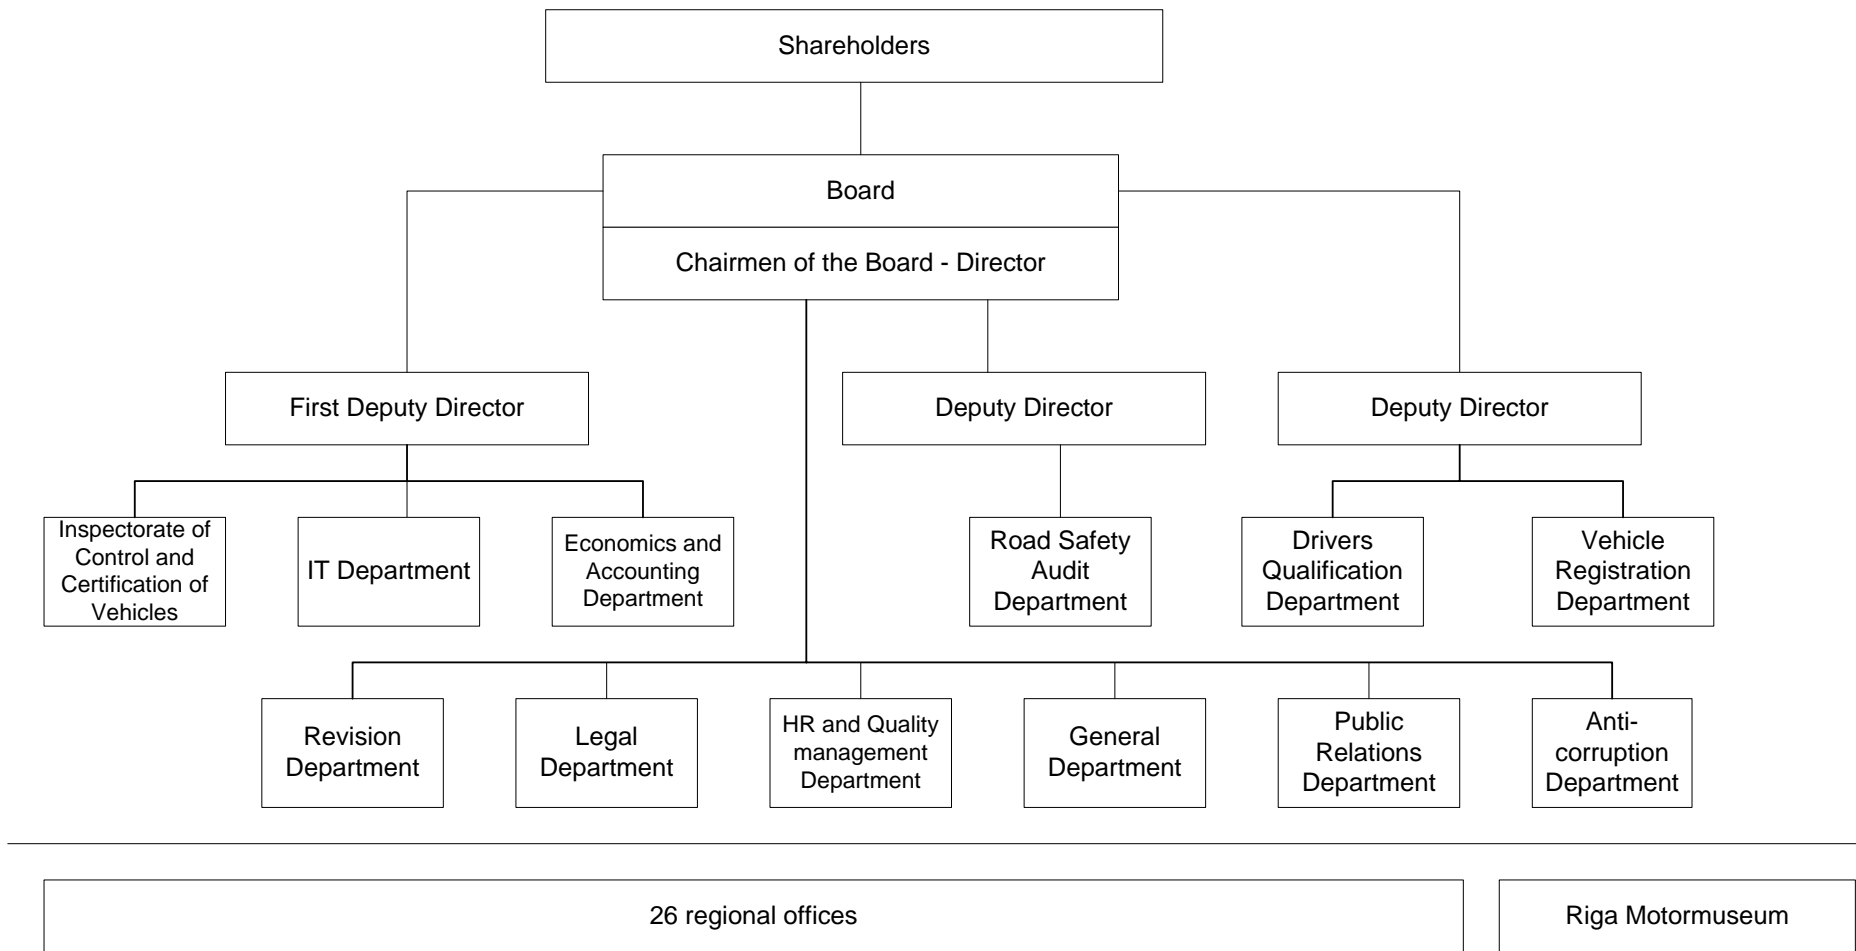 Shareholders
Board
Chairmen of the Board - Director
First Deputy Director
Deputy Director
Deputy Director
Inspectorate of
Control and
Certification of
Vehicles
IT Department
Economics and
Accounting
Department
Road Safety
Audit
Department
Drivers
Qualification
Department
Vehicle
Registration
Department
Revision
Department
Legal
Department
HR and Quality
management
Department
General
Department
Public
Relations
Department
Anti-
corruption
Department
26 regional offices
Riga Motormuseum